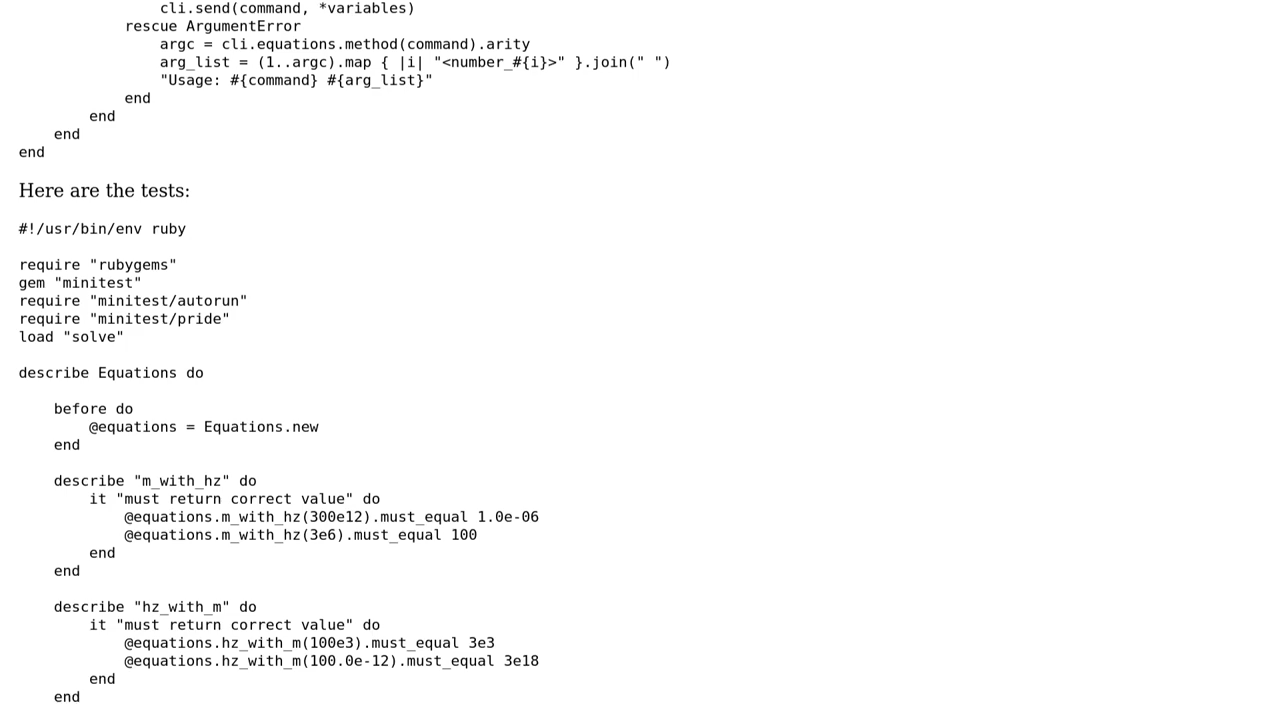 cli.send(command, *variables)
            rescue ArgumentError
                argc = cli.equations.method(command).arity
                arg_list = (1..argc).map { |i| "<number_#{i}>" }.join(" ")
                "Usage: #{command} #{arg_list}"
            end
        end
    end
end
Here are the tests:
#!/usr/bin/env ruby
require "rubygems"
gem "minitest"
require "minitest/autorun"
require "minitest/pride"
load "solve"
describe Equations do
    before do
        @equations = Equations.new
    end
    describe "m_with_hz" do
        it "must return correct value" do
            @equations.m_with_hz(300e12).must_equal 1.0e-06
            @equations.m_with_hz(3e6).must_equal 100
        end
    end
    describe "hz_with_m" do
        it "must return correct value" do
            @equations.hz_with_m(100e3).must_equal 3e3
            @equations.hz_with_m(100.0e-12).must_equal 3e18
        end
    end